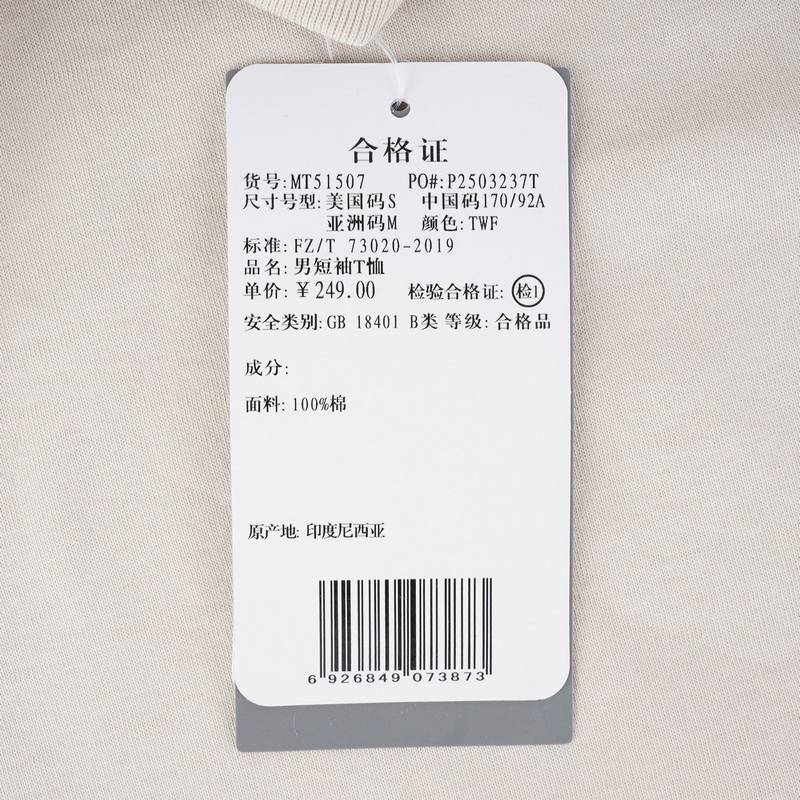 合格证
货号:MT51507 PO#:P2503237T
尺寸号型:美国码S 中国码170/92A
亚洲码M 颜色:TWF
标准:FZ/T 73020-2019
品名:男短袖T恤
单价:￥249.00 检验合格证:检1
安全类别:GB 18401 B类 等级:合格品
成分:
面料:100%棉
原产地:印度尼西亚
6 926849 073873